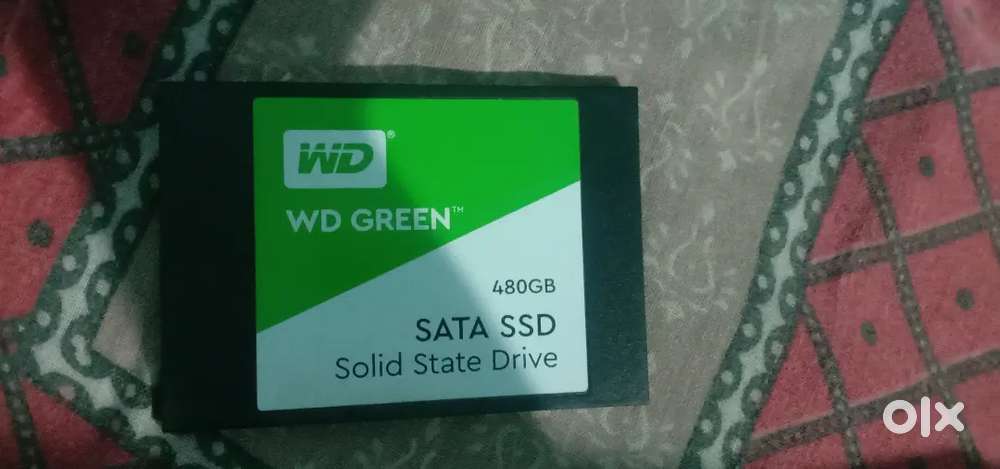 WD®
WD GREEN™
480GB
SATA SSD
Solid State Drive
olx